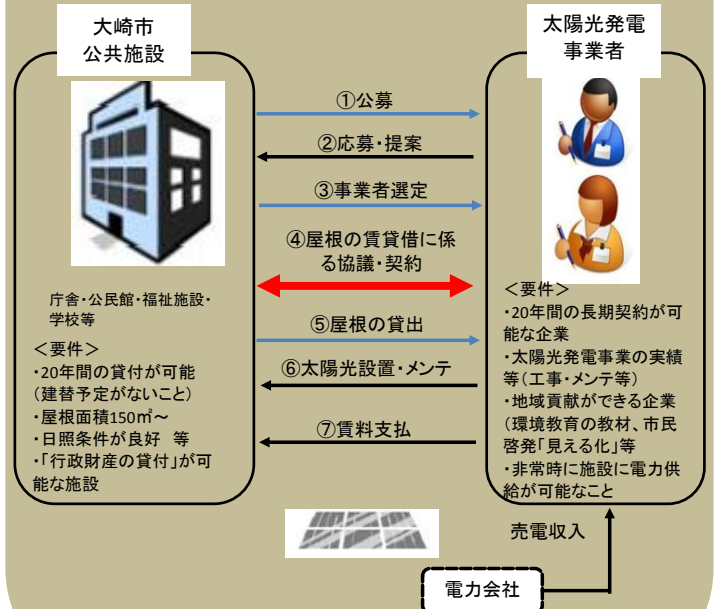 大崎市
公共施設
太陽光発電
事業者
①公募
②応募・提案
③事業者選定
④屋根の賃貸借に係
る協議・契約
⑤屋根の貸出
⑥太陽光設置・メンテ
⑦賃料支払
庁舎・公民館・福祉施設・
学校等
＜要件＞
・20年間の貸付が可能
（建替予定がないこと）
・屋根面積150㎡～
・日照条件が良好　等
・「行政財産の貸付」が可
能な施設
＜要件＞
・20年間の長期契約が可
能な企業
・太陽光発電事業の実績
等（工事・メンテ等）
・地域貢献ができる企業
（環境教育の教材、市民
啓発「見える化」等
・非常時に施設に電力供
給が可能なこと
売電収入
電力会社